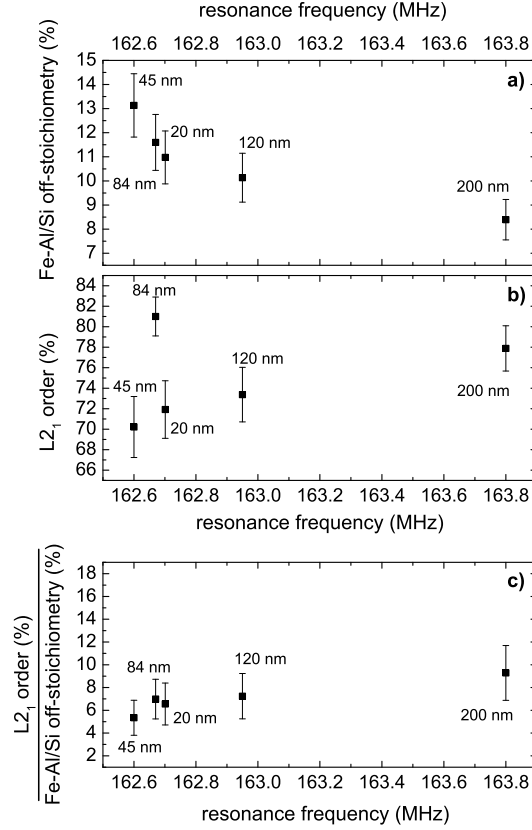 resonance frequency (MHz)
162.6 162.8 163.0 163.2 163.4 163.6 163.8
Fe-Al/Si off-stoichiometry (%)
15
14
13
12
11
10
9
8
7
a)
45 nm
20 nm
84 nm
120 nm
200 nm
L2₁ order (%)
84
82
80
78
76
74
72
70
68
66
b)
84 nm
45 nm
20 nm
120 nm
200 nm
162.6 162.8 163.0 163.2 163.4 163.6 163.8
resonance frequency (MHz)
L2₁ order (%)
Fe-Al/Si off-stoichiometry (%)
18
16
14
12
10
8
6
4
2
c)
84 nm
120 nm
20 nm
45 nm
200 nm
162.6 162.8 163.0 163.2 163.4 163.6 163.8
resonance frequency (MHz)